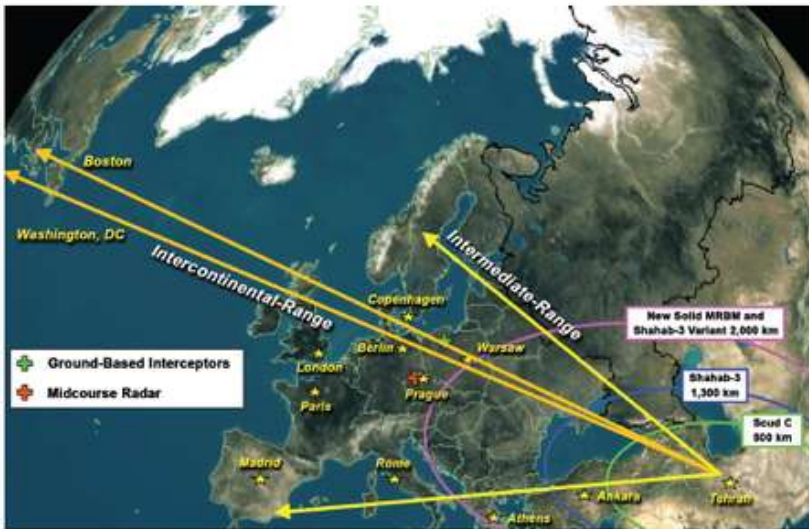 Boston
Washington, DC
Intercontinental-Range
Intermediate-Range
Copenhagen
New Solid MRBM and
Shahab-3 Variant 2,000 km
Ground-Based Interceptors
Midcourse Radar
London
Berlin
Warsaw
Shahab-3
1,300 km
Paris
Prague
Scud C
500 km
Madrid
Rome
Athens
Ankara
Tehran